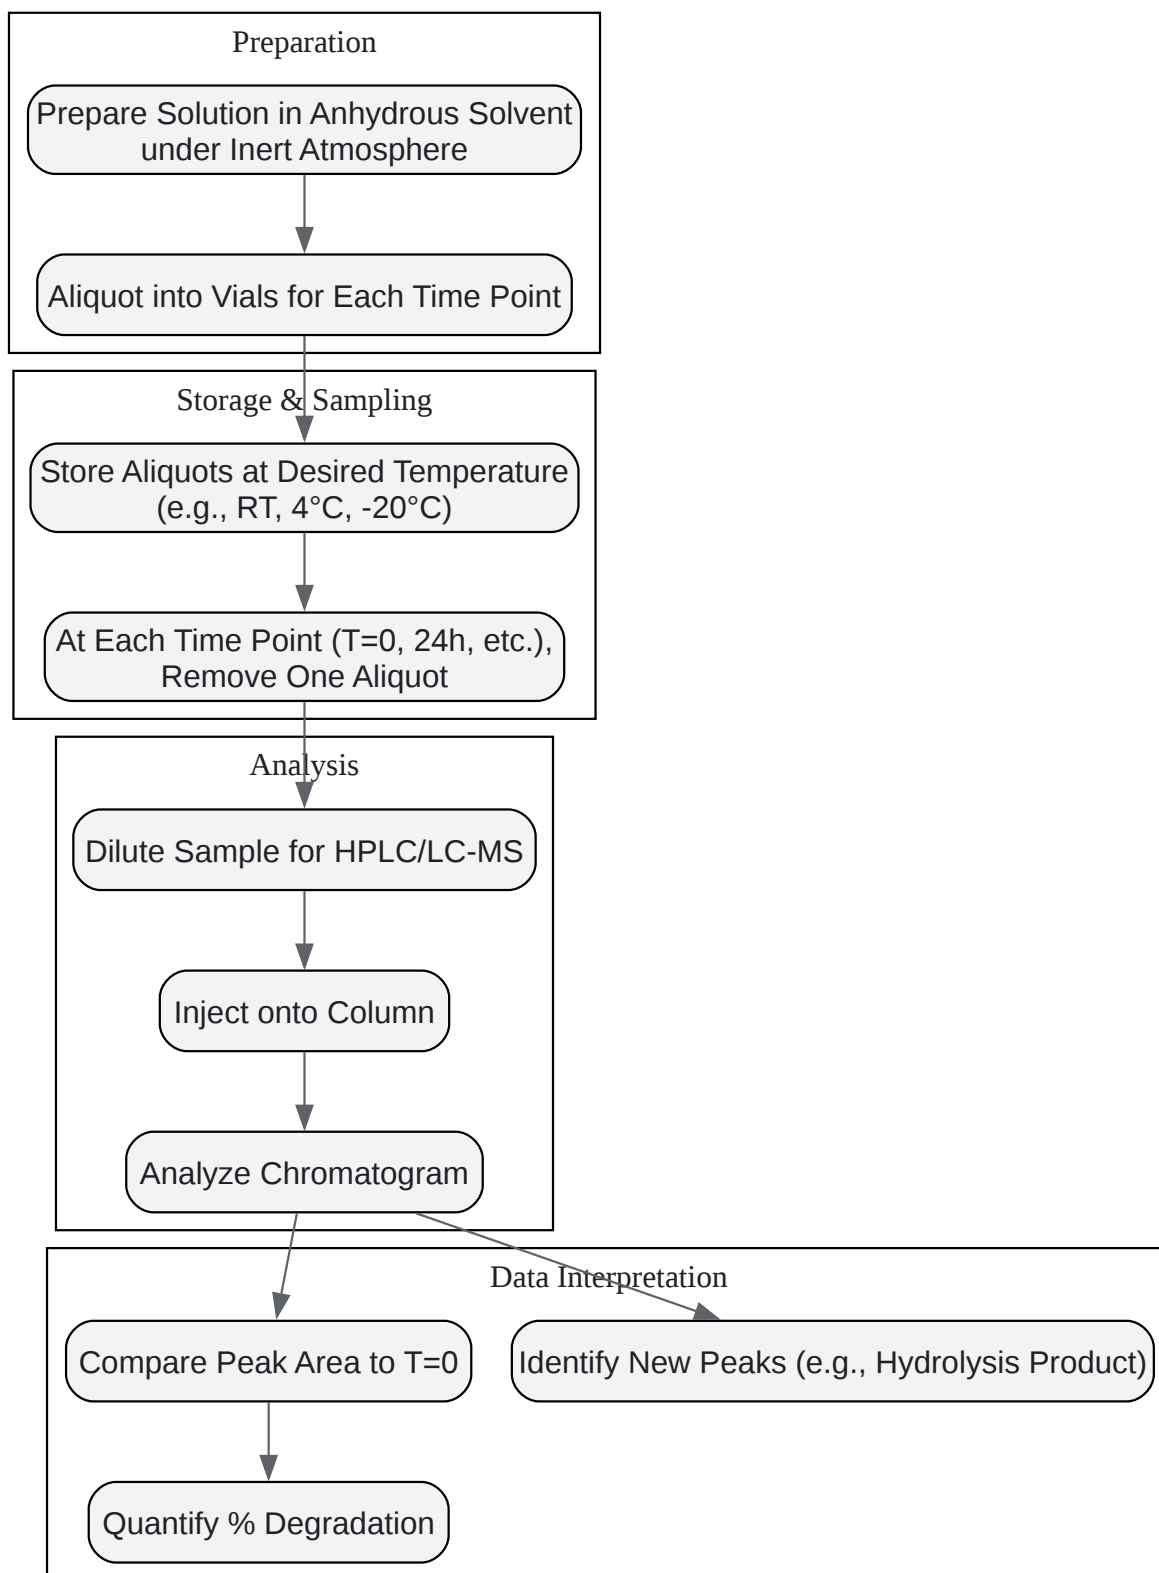 Preparation
Prepare Solution in Anhydrous Solvent
under Inert Atmosphere
Aliquot into Vials for Each Time Point
Storage & Sampling
Store Aliquots at Desired Temperature
(e.g., RT, 4°C, -20°C)
At Each Time Point (T=0, 24h, etc.),
Remove One Aliquot
Analysis
Dilute Sample for HPLC/LC-MS
Inject onto Column
Analyze Chromatogram
Data Interpretation
Compare Peak Area to T=0
Identify New Peaks (e.g., Hydrolysis Product)
Quantify % Degradation